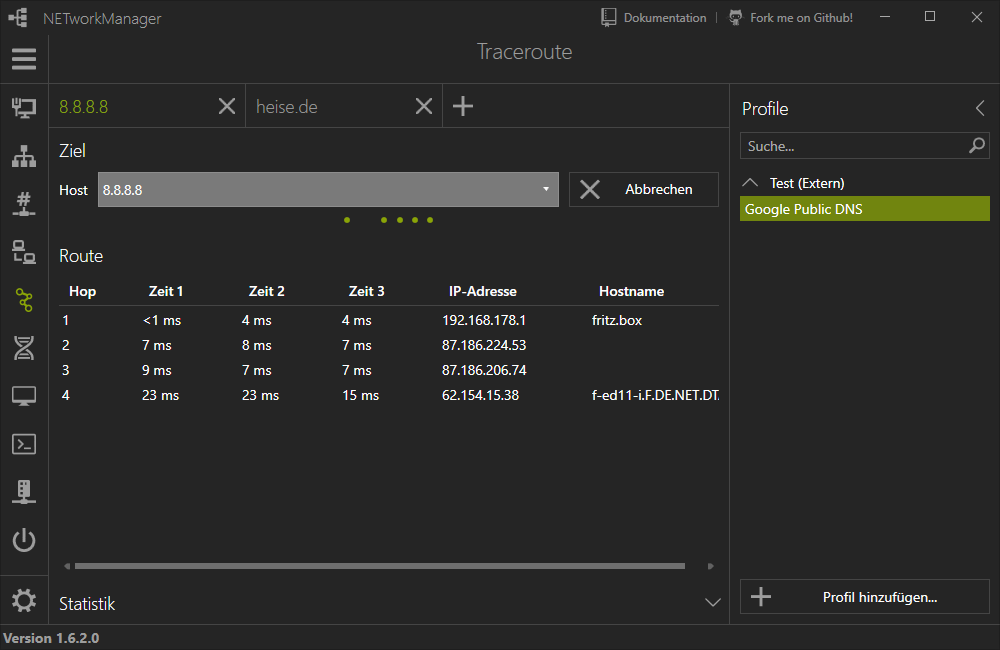 NETworkManager
Dokumentation | Fork me on Github!
Traceroute
8.8.8.8
heise.de
Ziel
Host 8.8.8.8
Abbrechen
Route
Hop Zeit 1 Zeit 2 Zeit 3 IP-Adresse Hostname
1 <1 ms 4 ms 4 ms 192.168.178.1 fritz.box
2 7 ms 8 ms 7 ms 87.186.224.53
3 9 ms 7 ms 7 ms 87.186.206.74
4 23 ms 23 ms 15 ms 62.154.15.38 f-ed11-i.F.DE.NET.DT.
Statistik
Profile
Suche...
Test (Extern)
Google Public DNS
Profil hinzufügen...
Version 1.6.2.0